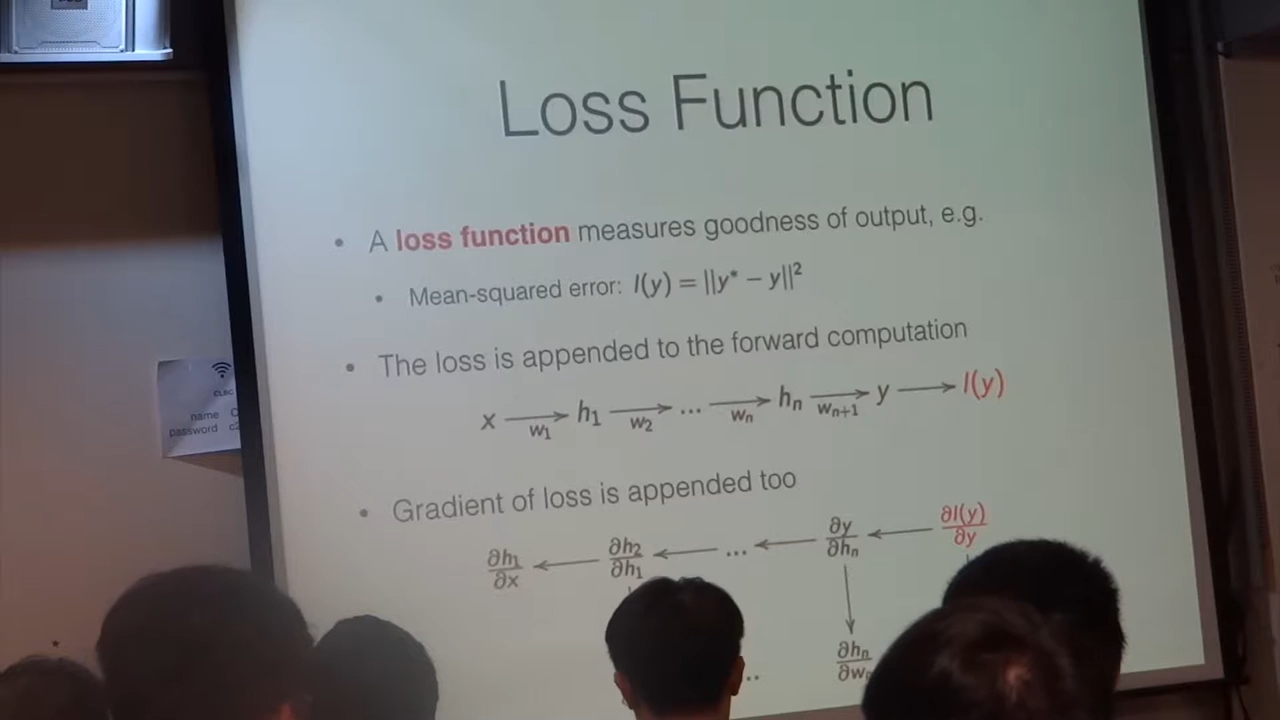 Loss Function
• A loss function measures goodness of output, e.g.
• Mean-squared error: l(y) = ||y* − y||²
• The loss is appended to the forward computation
x → h₁ → ... → hₙ → y → l(y)
w₁ w₂ wₙ wₙ₊₁
• Gradient of loss is appended too
∂h₁/∂x ← ∂h₂/∂h₁ ← ... ← ∂y/∂hₙ ← ∂l(y)/∂y
∂hₙ
name
password